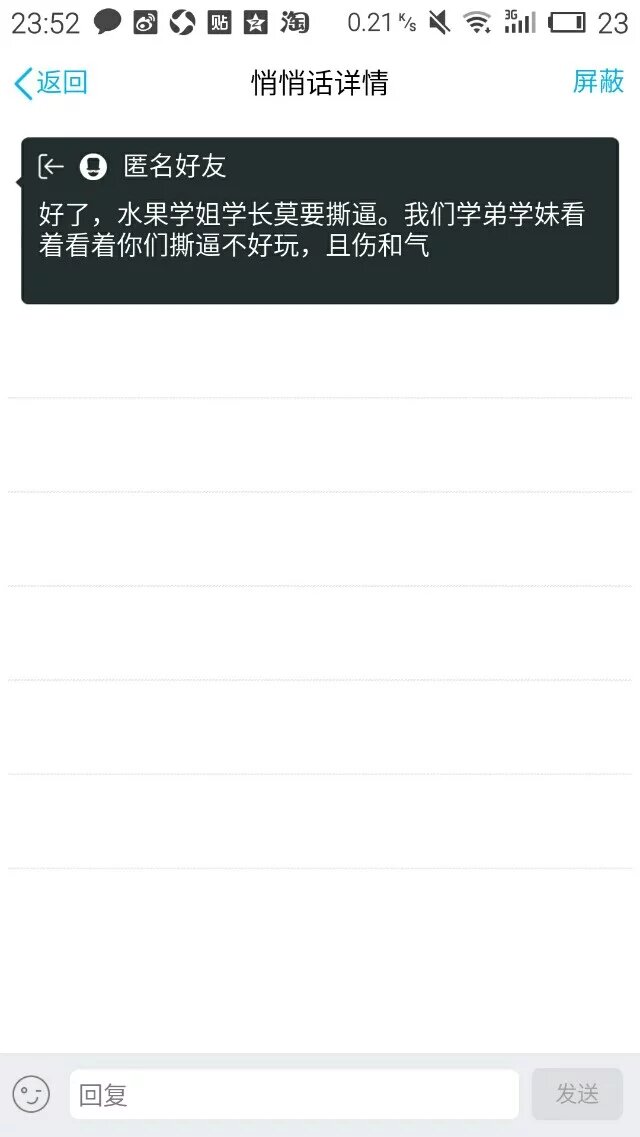 23:52 贴 淘 0.21 K/s 3G 23
返回 悄悄话详情 屏蔽
匿名好友
好了，水果学姐学长莫要撕逼。我们学弟学妹看
着看着你们撕逼不好玩，且伤和气
回复 发送